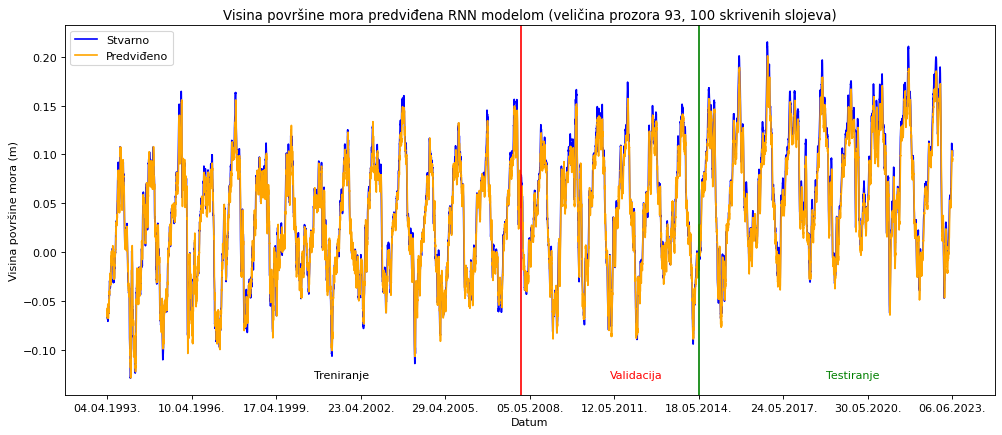 Visina površine mora predviđena RNN modelom (veličina prozora 93, 100 skrivenih slojeva)
Stvarno
Predviđeno
Visina površine mora (m)
0.20
0.15
0.10
0.05
0.00
−0.05
−0.10
Treniranje
Validacija
Testiranje
04.04.1993. 10.04.1996. 17.04.1999. 23.04.2002. 29.04.2005. 05.05.2008. 12.05.2011. 18.05.2014. 24.05.2017. 30.05.2020. 06.06.2023.
Datum